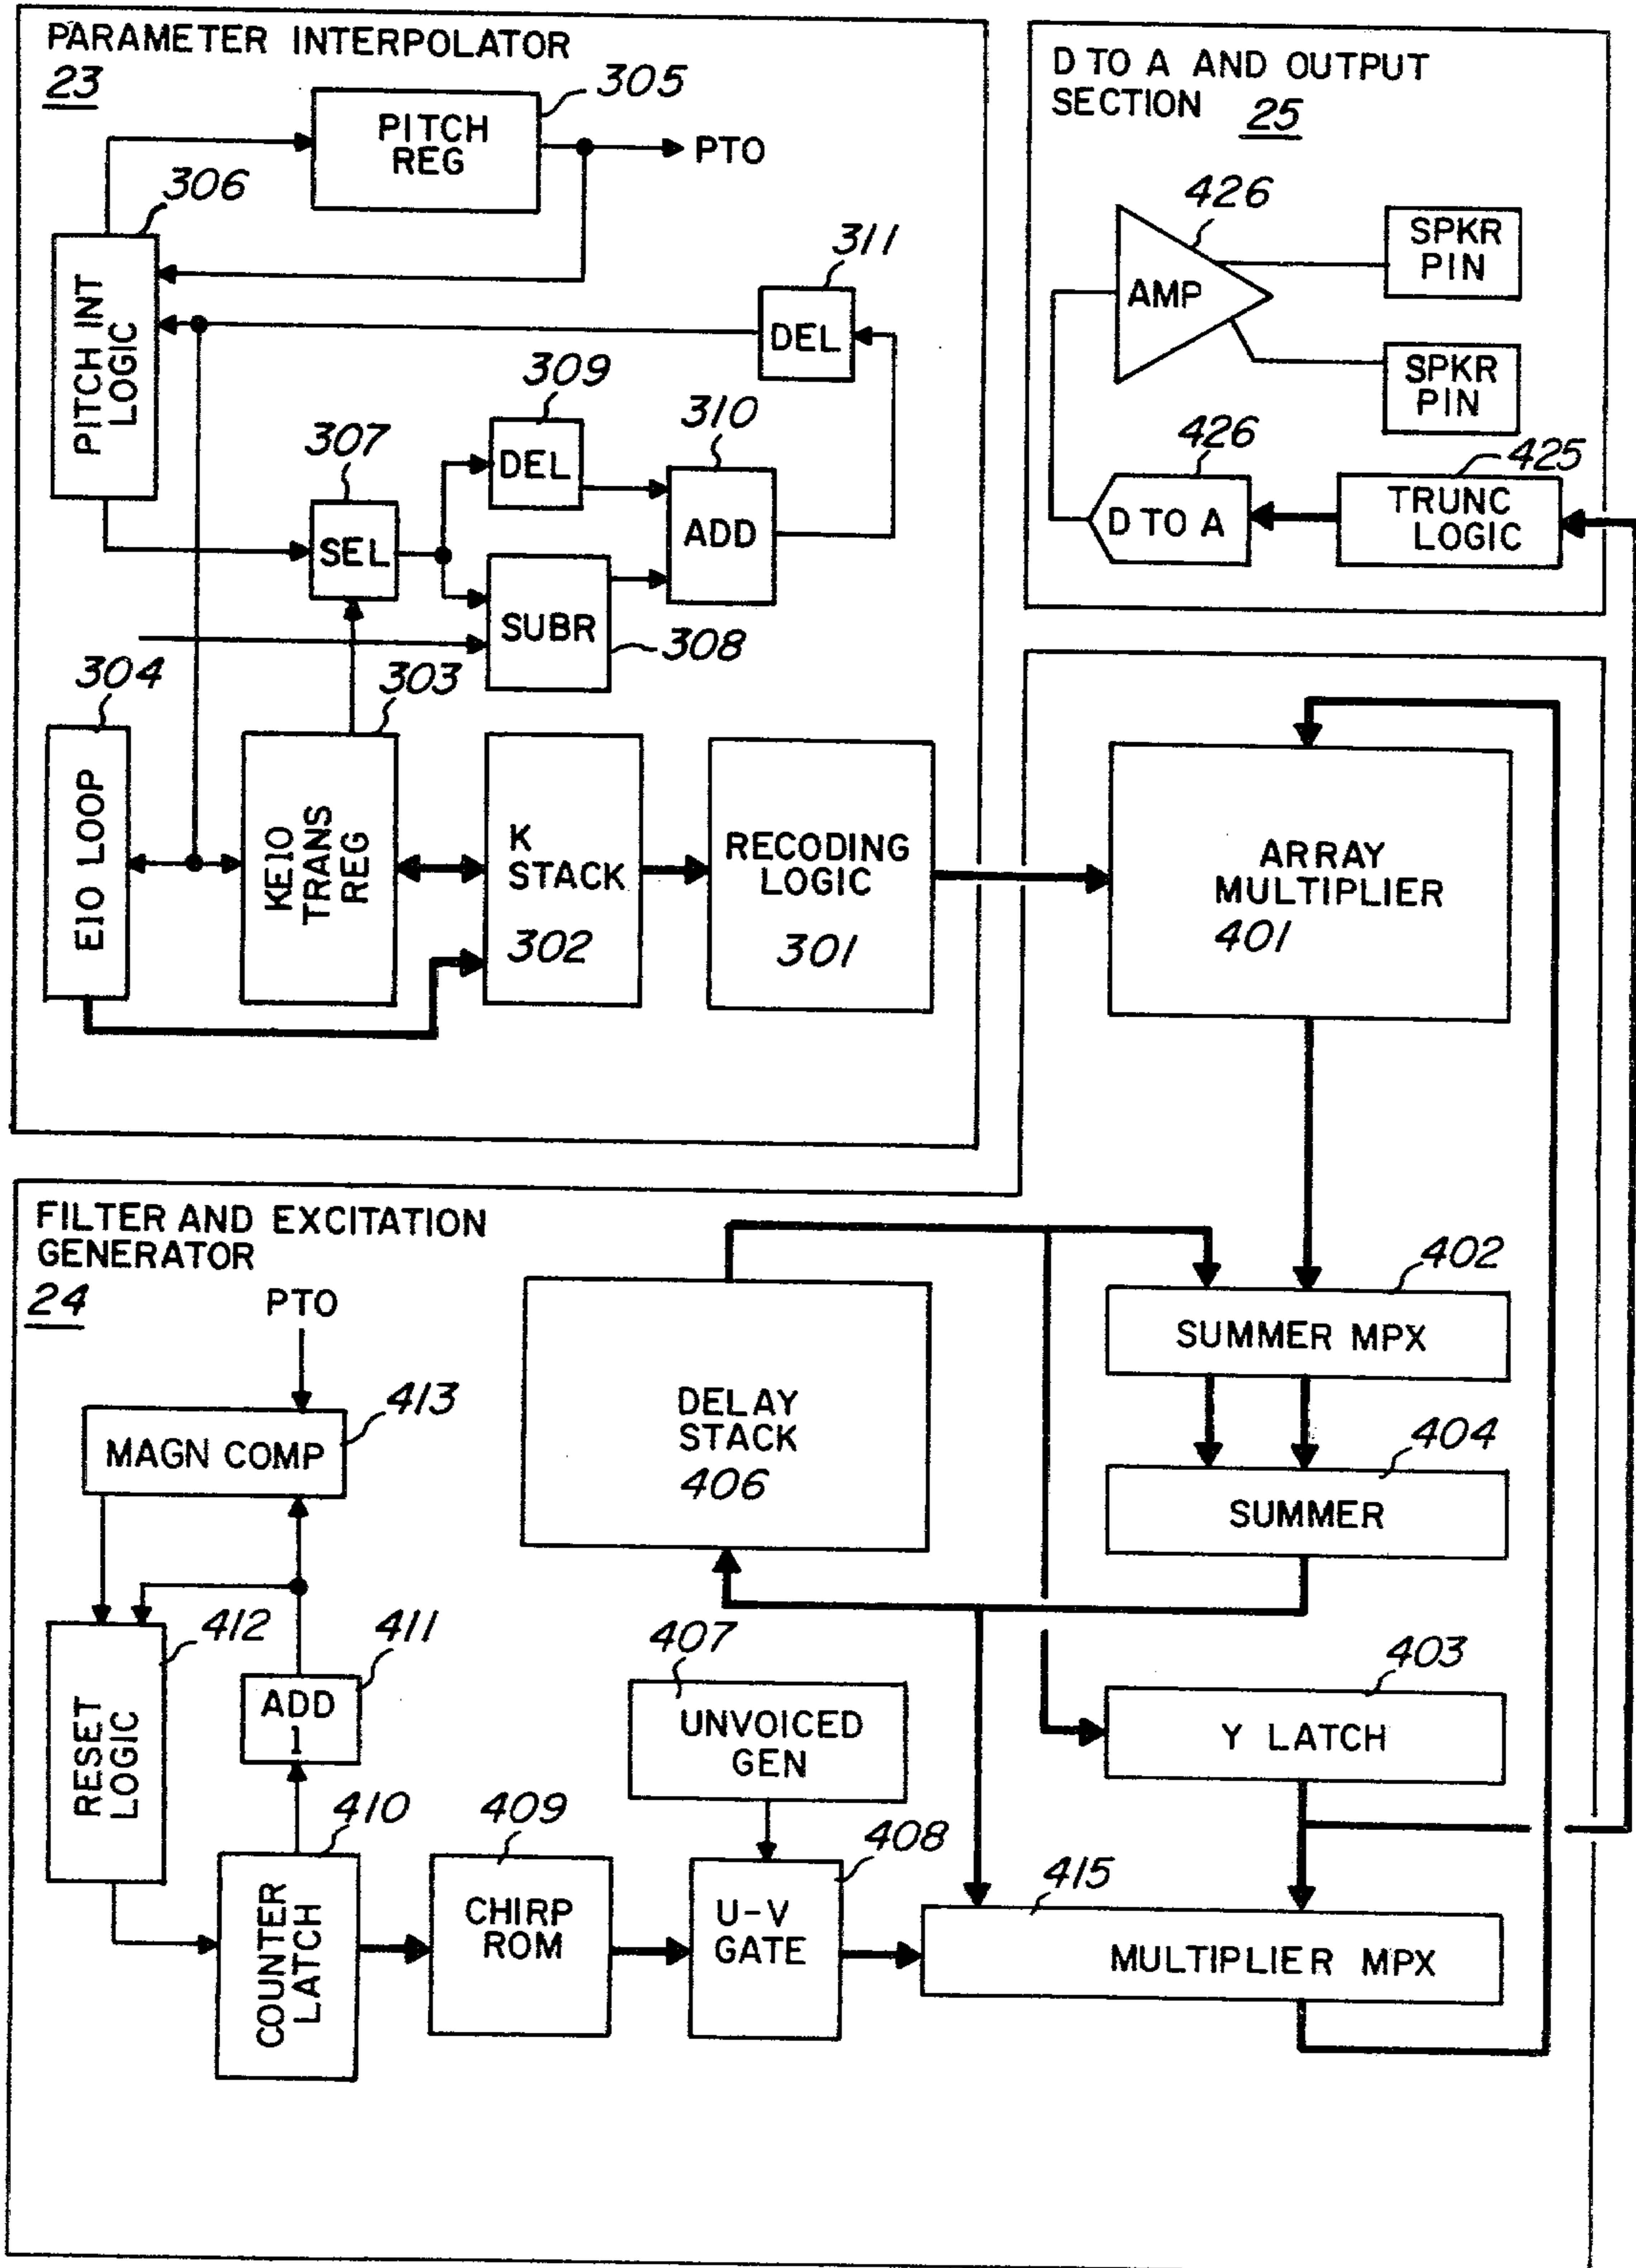 PARAMETER INTERPOLATOR
23
305
PITCH
REG
PTO
306
PITCH INT
LOGIC
311
DEL
309
DEL
310
ADD
307
SEL
SUBR
308
304
E10 LOOP
303
KE10
TRANS
REG
K
STACK
302
RECODING
LOGIC
301
D TO A AND OUTPUT
SECTION 25
426
AMP
SPKR
PIN
SPKR
PIN
426
D TO A
425
TRUNC
LOGIC
ARRAY
MULTIPLIER
401
FILTER AND EXCITATION
GENERATOR
24
PTO
413
MAGN COMP
DELAY
STACK
406
402
SUMMER MPX
404
SUMMER
412
RESET
LOGIC
411
ADD
1
407
UNVOICED
GEN
403
Y LATCH
410
COUNTER
LATCH
409
CHIRP
ROM
408
U-V
GATE
415
MULTIPLIER MPX